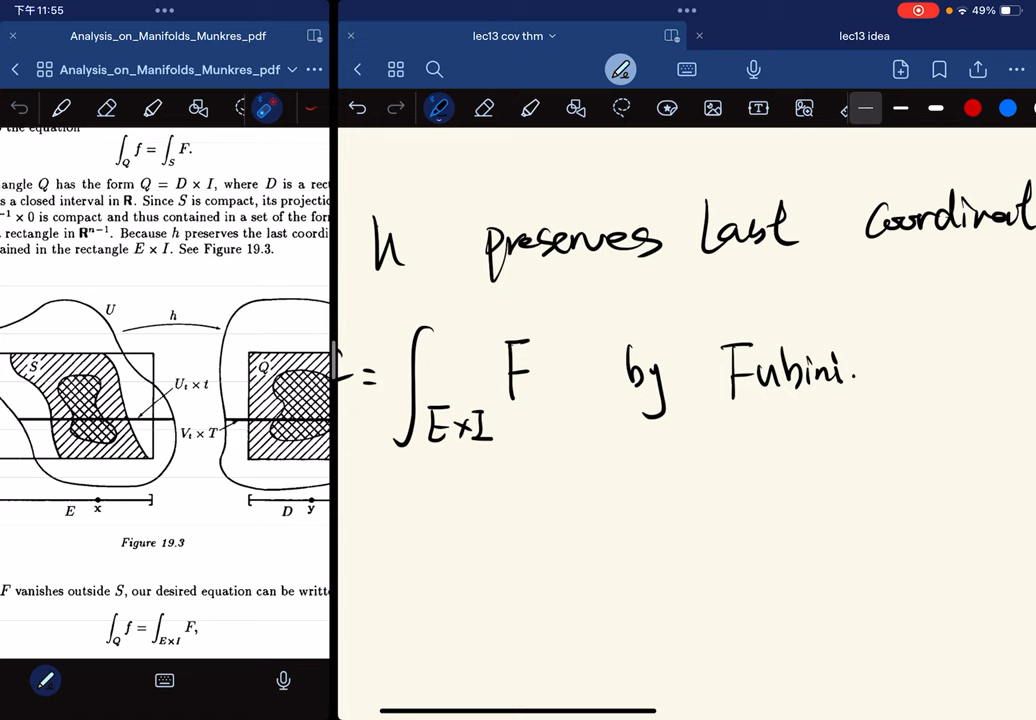 下午11:55
49%
Analysis_on_Manifolds_Munkres_pdf
lec13 cov thm
lec13 idea
Analysis_on_Manifolds_Munkres_pdf
the equation
∫_Q f = ∫_S F.
angle Q has the form Q = D × I, where D is a rec
s a closed interval in R. Since S is compact, its projectio
⁻¹ × 0 is compact and thus contained in a set of the for
rectangle in Rⁿ⁻¹. Because h preserves the last coordi
ained in the rectangle E × I. See Figure 19.3.
U
h
S
Q
U_t × t
V_t × T
E
x
D
y
Figure 19.3
F vanishes outside S, our desired equation can be writt
∫_Q f = ∫_{E×I} F,
h preserves last coordinat
= ∫_{E×I} F by Fubini.